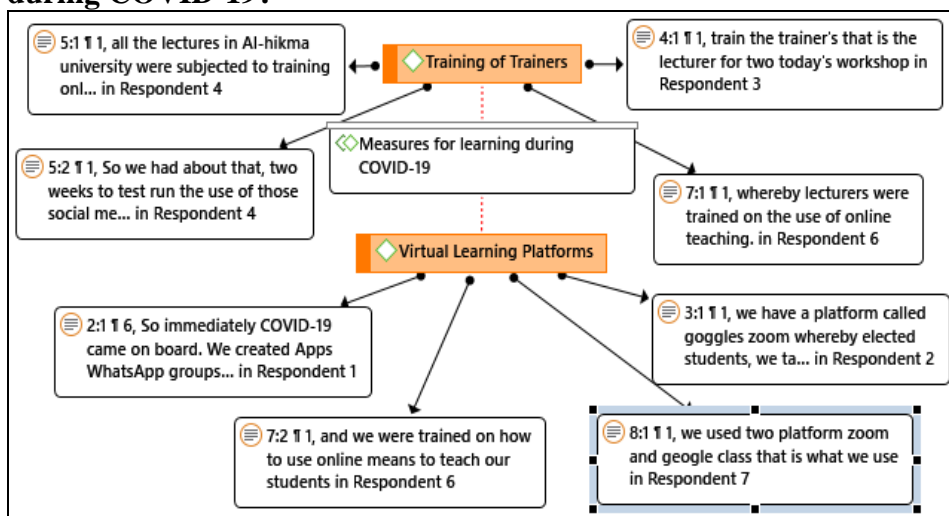 during COVID-19?
5:1 ¶ 1, all the lectures in Al-hikma
university were subjected to training
onl... in Respondent 4
Training of Trainers
4:1 ¶ 1, train the trainer's that is the
lecturer for two today's workshop in
Respondent 3
Measures for learning during
COVID-19
5:2 ¶ 1, So we had about that, two
weeks to test run the use of those
social me... in Respondent 4
7:1 ¶ 1, whereby lecturers were
trained on the use of online
teaching. in Respondent 6
Virtual Learning Platforms
2:1 ¶ 6, So immediately COVID-19
came on board. We created Apps
WhatsApp groups... in Respondent 1
3:1 ¶ 1, we have a platform called
goggles zoom whereby elected
students, we ta... in Respondent 2
7:2 ¶ 1, and we were trained on how
to use online means to teach our
students in Respondent 6
8:1 ¶ 1, we used two platform zoom
and geogle class that is what we use
in Respondent 7